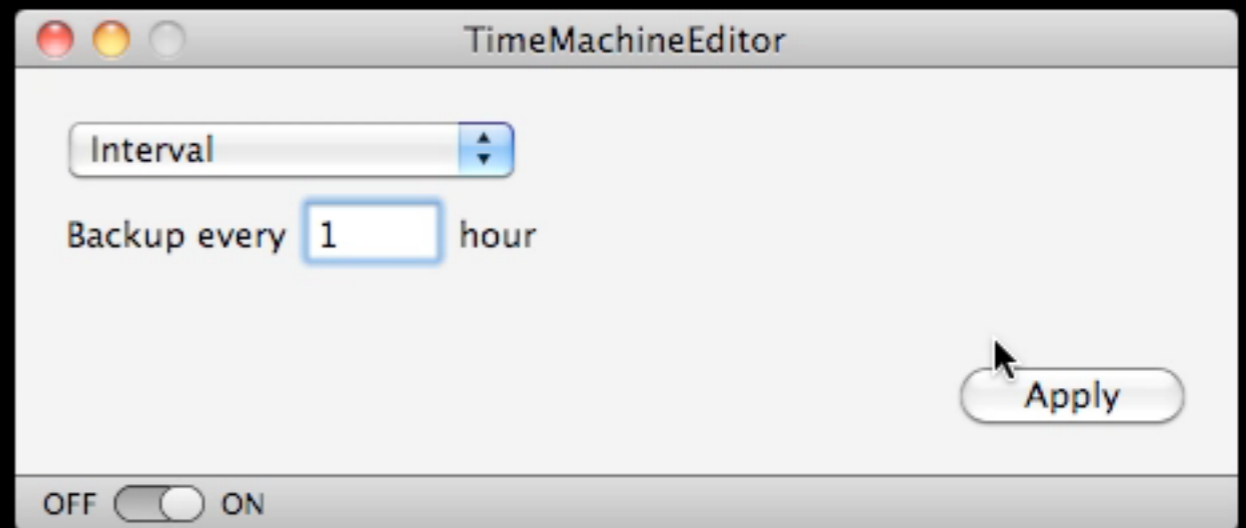 TimeMachineEditor
Interval
Backup every 1 hour
Apply
OFF ON